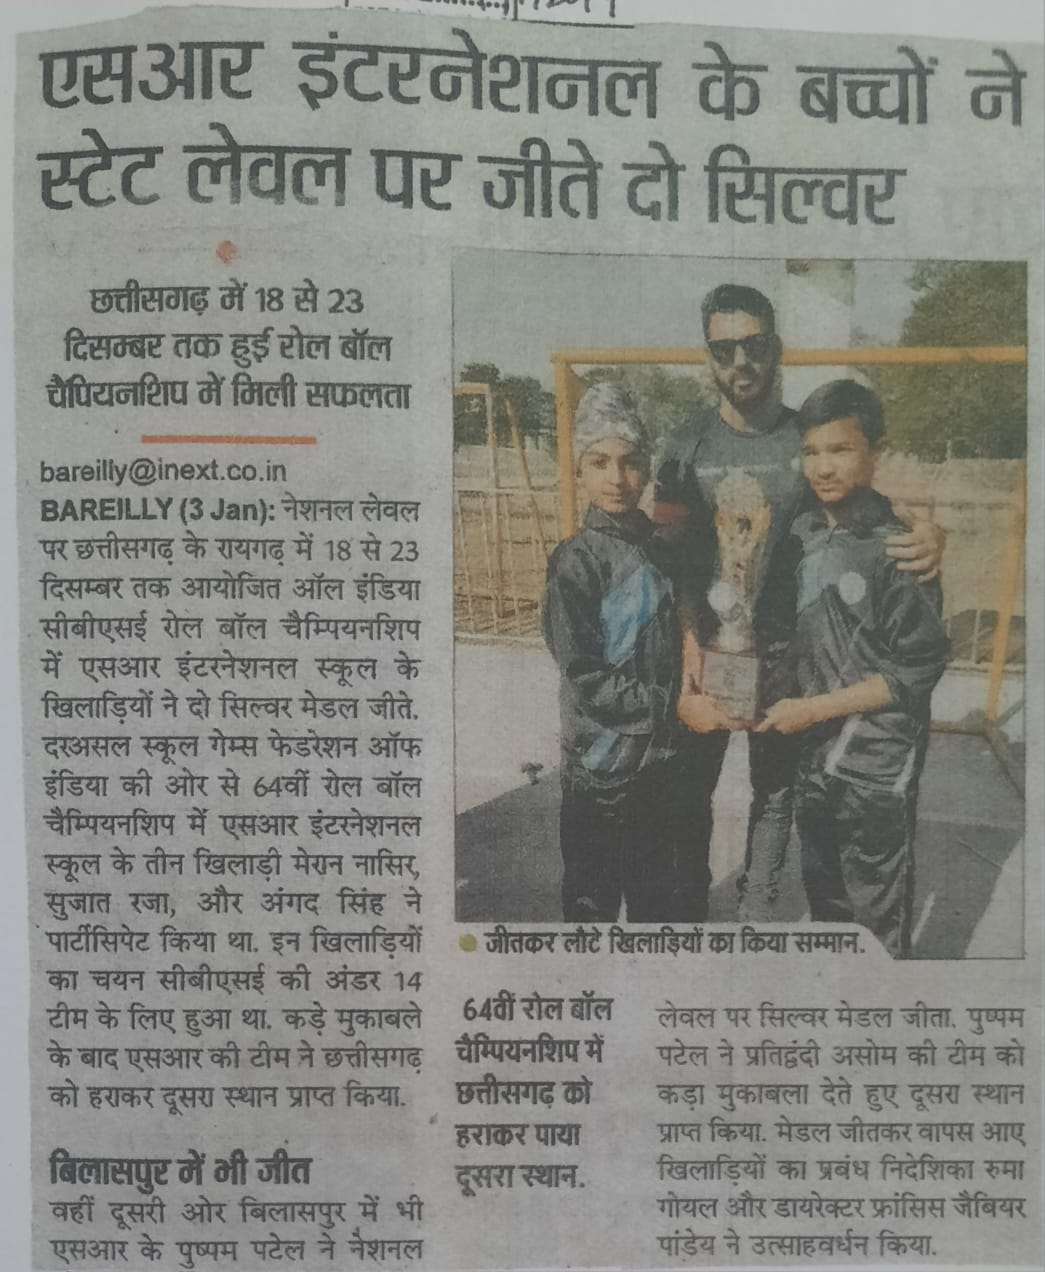 एसआर इंटरनेशनल के बच्चों ने
स्टेट लेवल पर जीते दो सिल्वर
छत्तीसगढ़ में 18 से 23
दिसम्बर तक हुई रोल बॉल
चैपियनशिप में मिली सफलता
bareilly@inext.co.in
BAREILLY (3 Jan): नेशनल लेवल
पर छत्तीसगढ़ के रायगढ़ में 18 से 23
दिसम्बर तक आयोजित ऑल इंडिया
सीबीएसई रोल बॉल चैम्पियनशिप
में एसआर इंटरनेशनल स्कूल के
खिलाड़ियों ने दो सिल्वर मेडल जीते.
दरअसल स्कूल गेम्स फेडरेशन ऑफ
इंडिया की ओर से 64वीं रोल बॉल
चैम्पियनशिप में एसआर इंटरनेशनल
स्कूल के तीन खिलाड़ी मेरान नासिर,
सुजात रजा, और अंगद सिंह ने
पार्टीसिपेट किया था. इन खिलाड़ियों
का चयन सीबीएसई की अंडर 14
टीम के लिए हुआ था. कड़े मुकाबले
के बाद एसआर की टीम ने छत्तीसगढ़
को हराकर दूसरा स्थान प्राप्त किया.
बिलासपुर में भी जीत
वहीं दूसरी ओर बिलासपुर में भी
एसआर के पुष्पम पटेल ने नेशनल
जीतकर लौटे खिलाड़ियों का किया सम्मान.
64वीं रोल बॉल
चैम्पियनशिप में
छत्तीसगढ़ को
हराकर पाया
दूसरा स्थान.
लेवल पर सिल्वर मेडल जीता. पुष्पम
पटेल ने प्रतिद्वंदी असोम की टीम को
कड़ा मुकाबला देते हुए दूसरा स्थान
प्राप्त किया. मेडल जीतकर वापस आए
खिलाड़ियों का प्रबंध निदेशिका रुमा
गोयल और डायरेक्टर फ्रांसिस जैबियर
पांडेय ने उत्साहवर्धन किया.